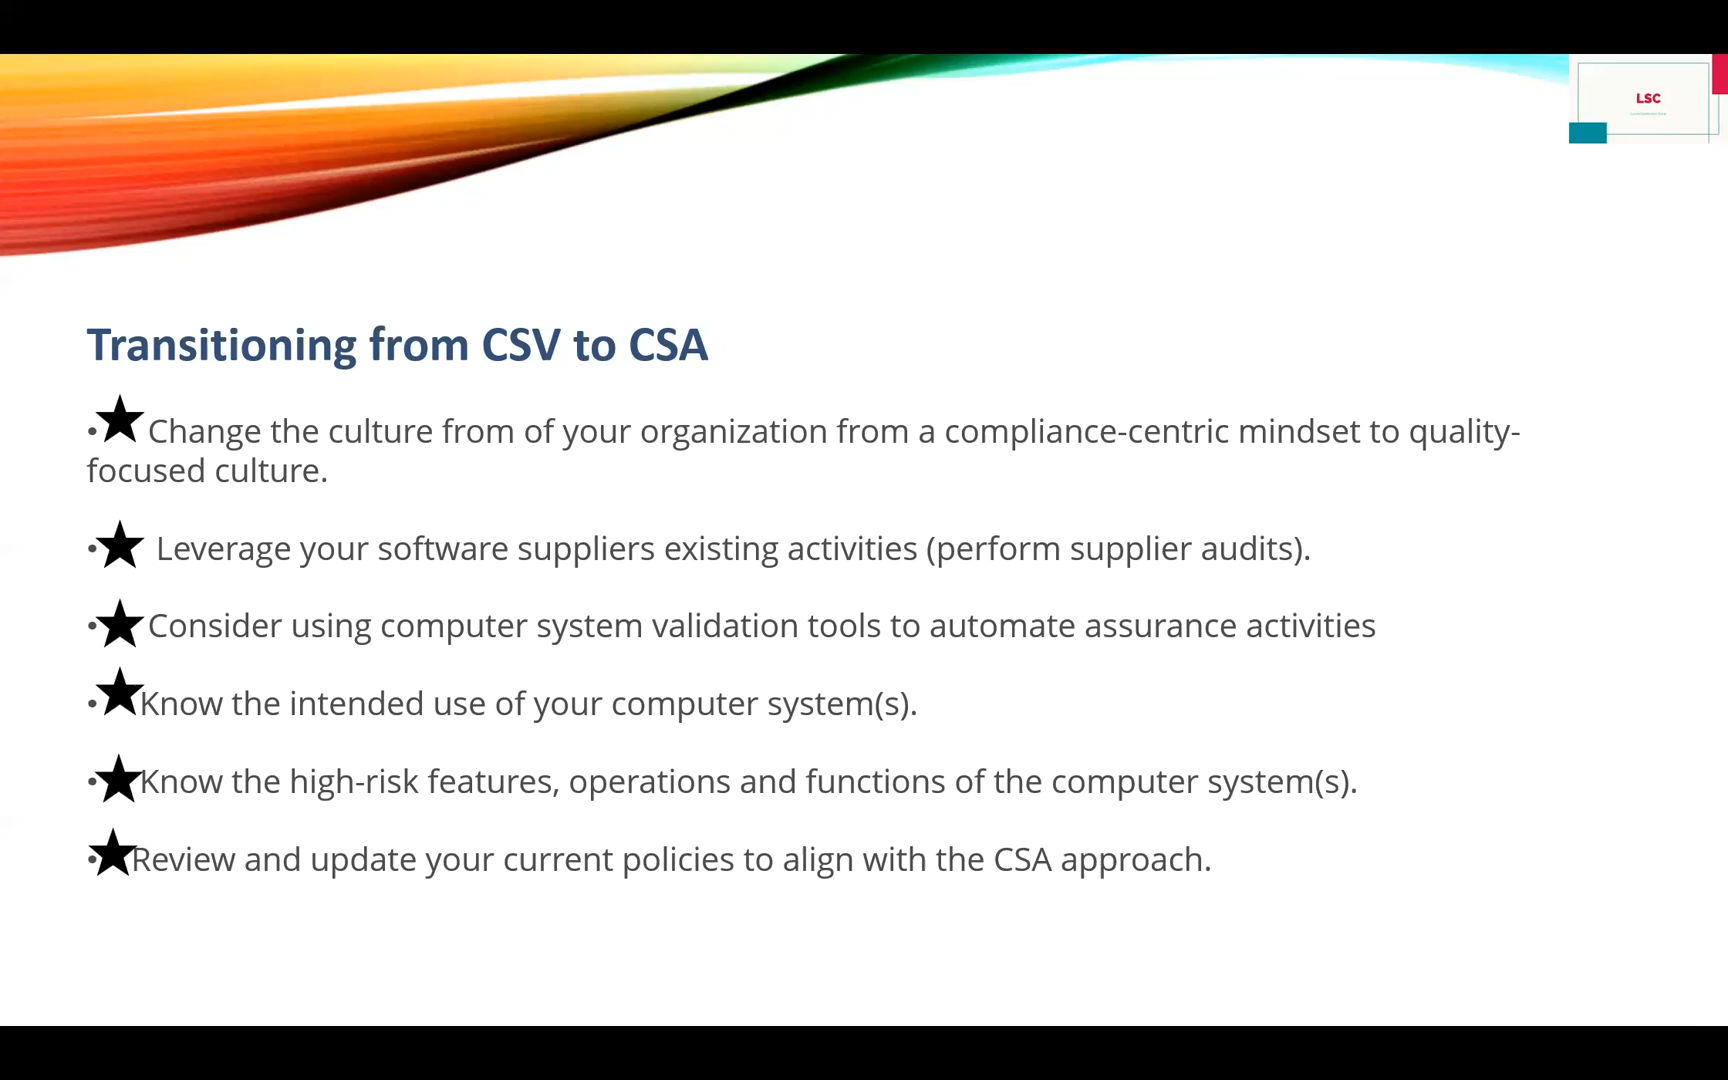 LSC
Transitioning from CSV to CSA
• ★ Change the culture from of your organization from a compliance-centric mindset to quality-
focused culture.
• ★ Leverage your software suppliers existing activities (perform supplier audits).
• ★ Consider using computer system validation tools to automate assurance activities
• ★ Know the intended use of your computer system(s).
• ★ Know the high-risk features, operations and functions of the computer system(s).
• ★ Review and update your current policies to align with the CSA approach.